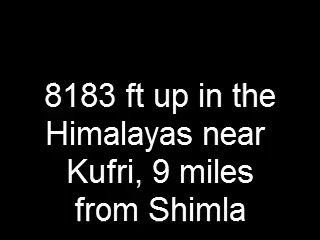 8183 ft up in the
Himalayas near
Kufri, 9 miles
from Shimla